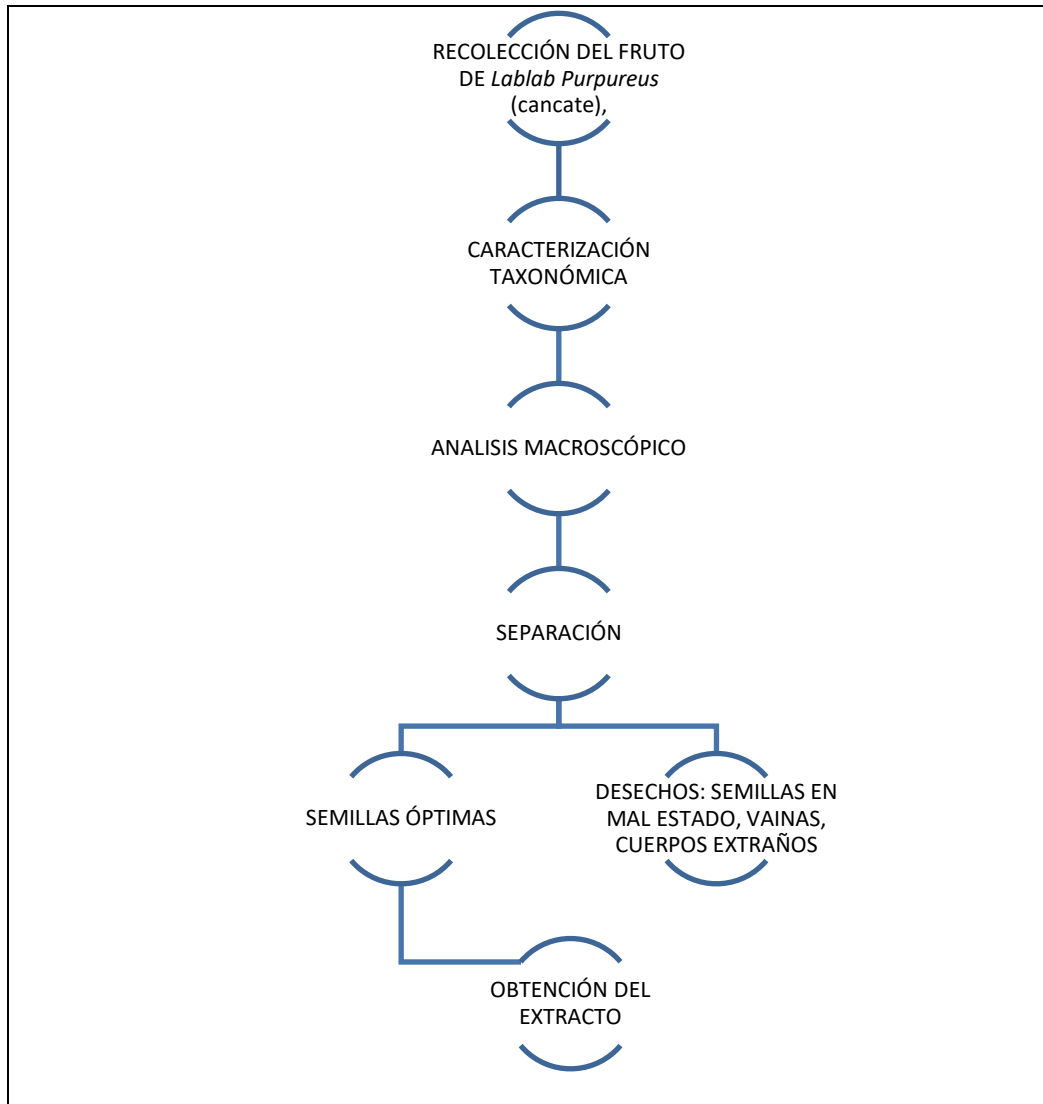 RECOLECCIÓN DEL FRUTO
DE Lablab Purpureus
(cancate),
CARACTERIZACIÓN
TAXONÓMICA
ANALISIS MACROSCÓPICO
SEPARACIÓN
SEMILLAS ÓPTIMAS
DESECHOS: SEMILLAS EN
MAL ESTADO, VAINAS,
CUERPOS EXTRAÑOS
OBTENCIÓN DEL
EXTRACTO